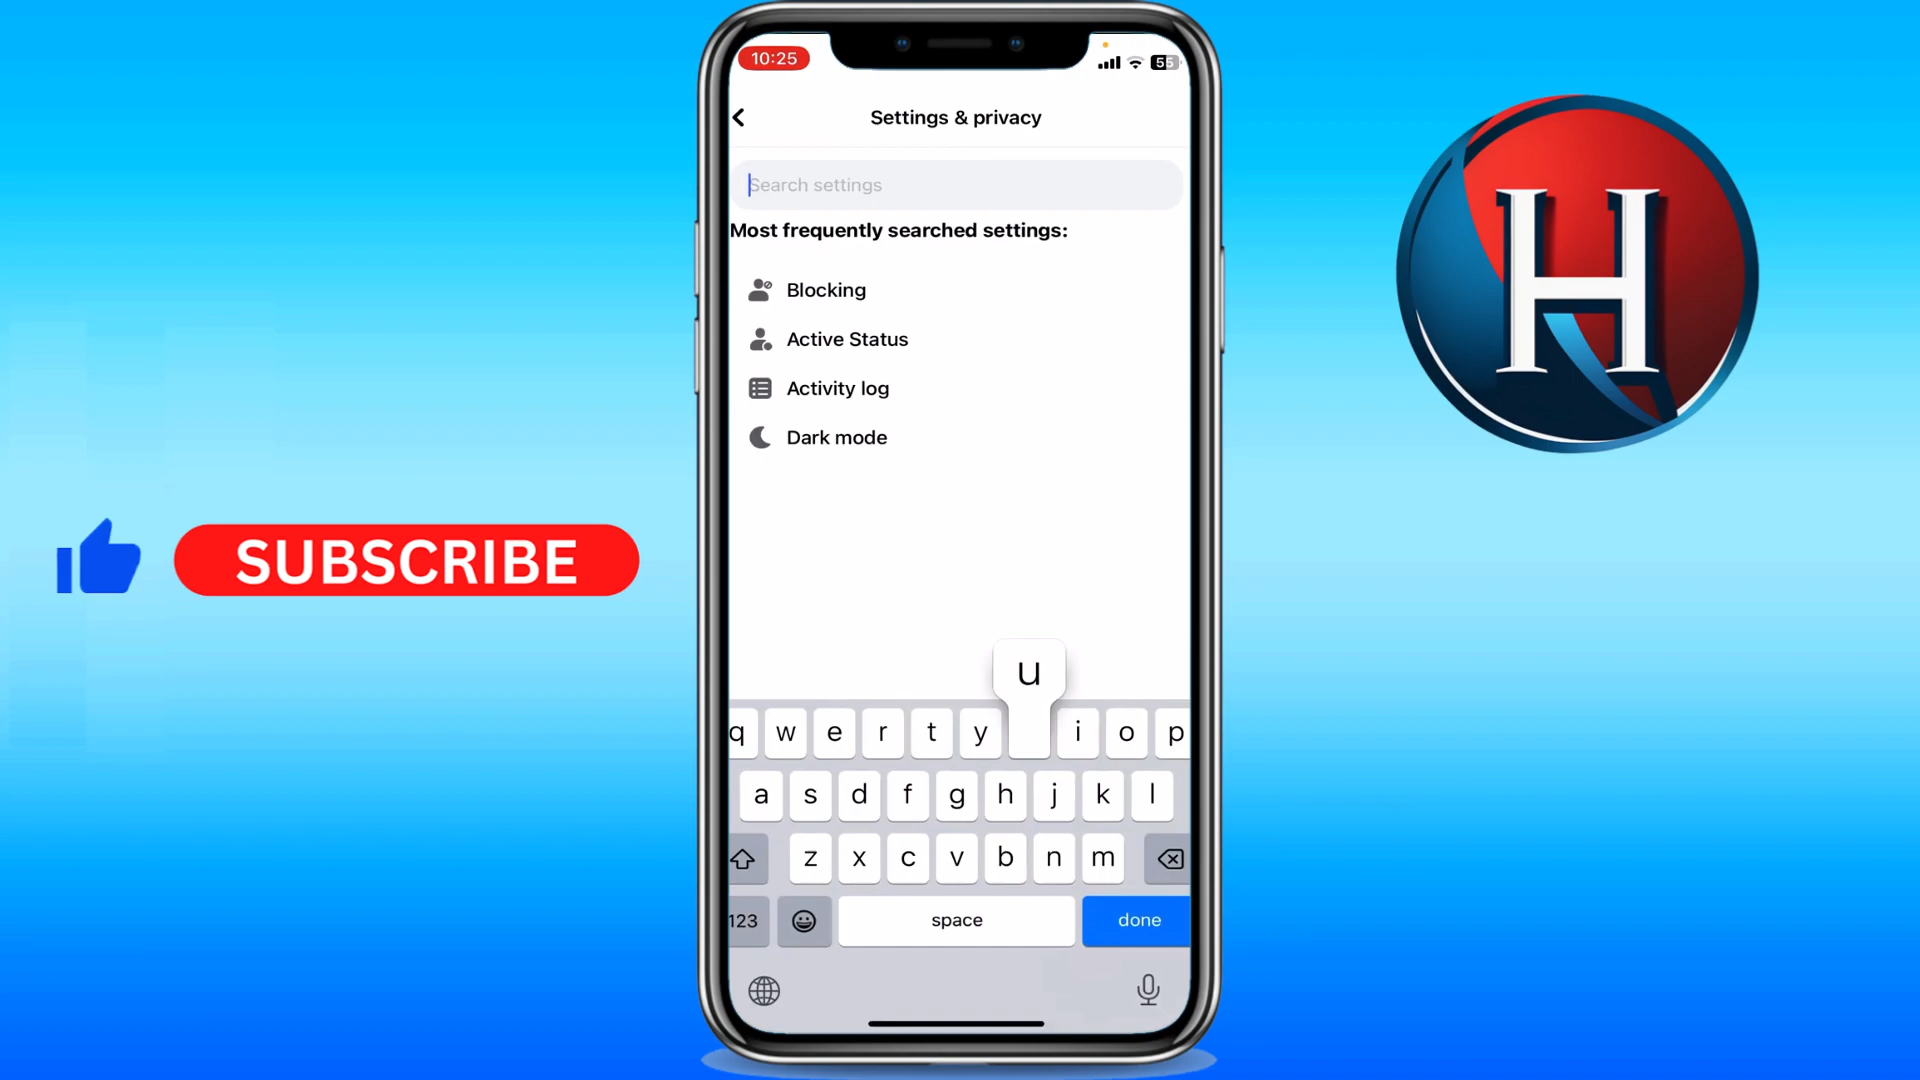 10:25
55
Settings & privacy
Search settings
Most frequently searched settings:
Blocking
Active Status
Activity log
Dark mode
H
SUBSCRIBE
u
q w e r t y i o p
a s d f g h j k l
z x c v b n m
123 space done